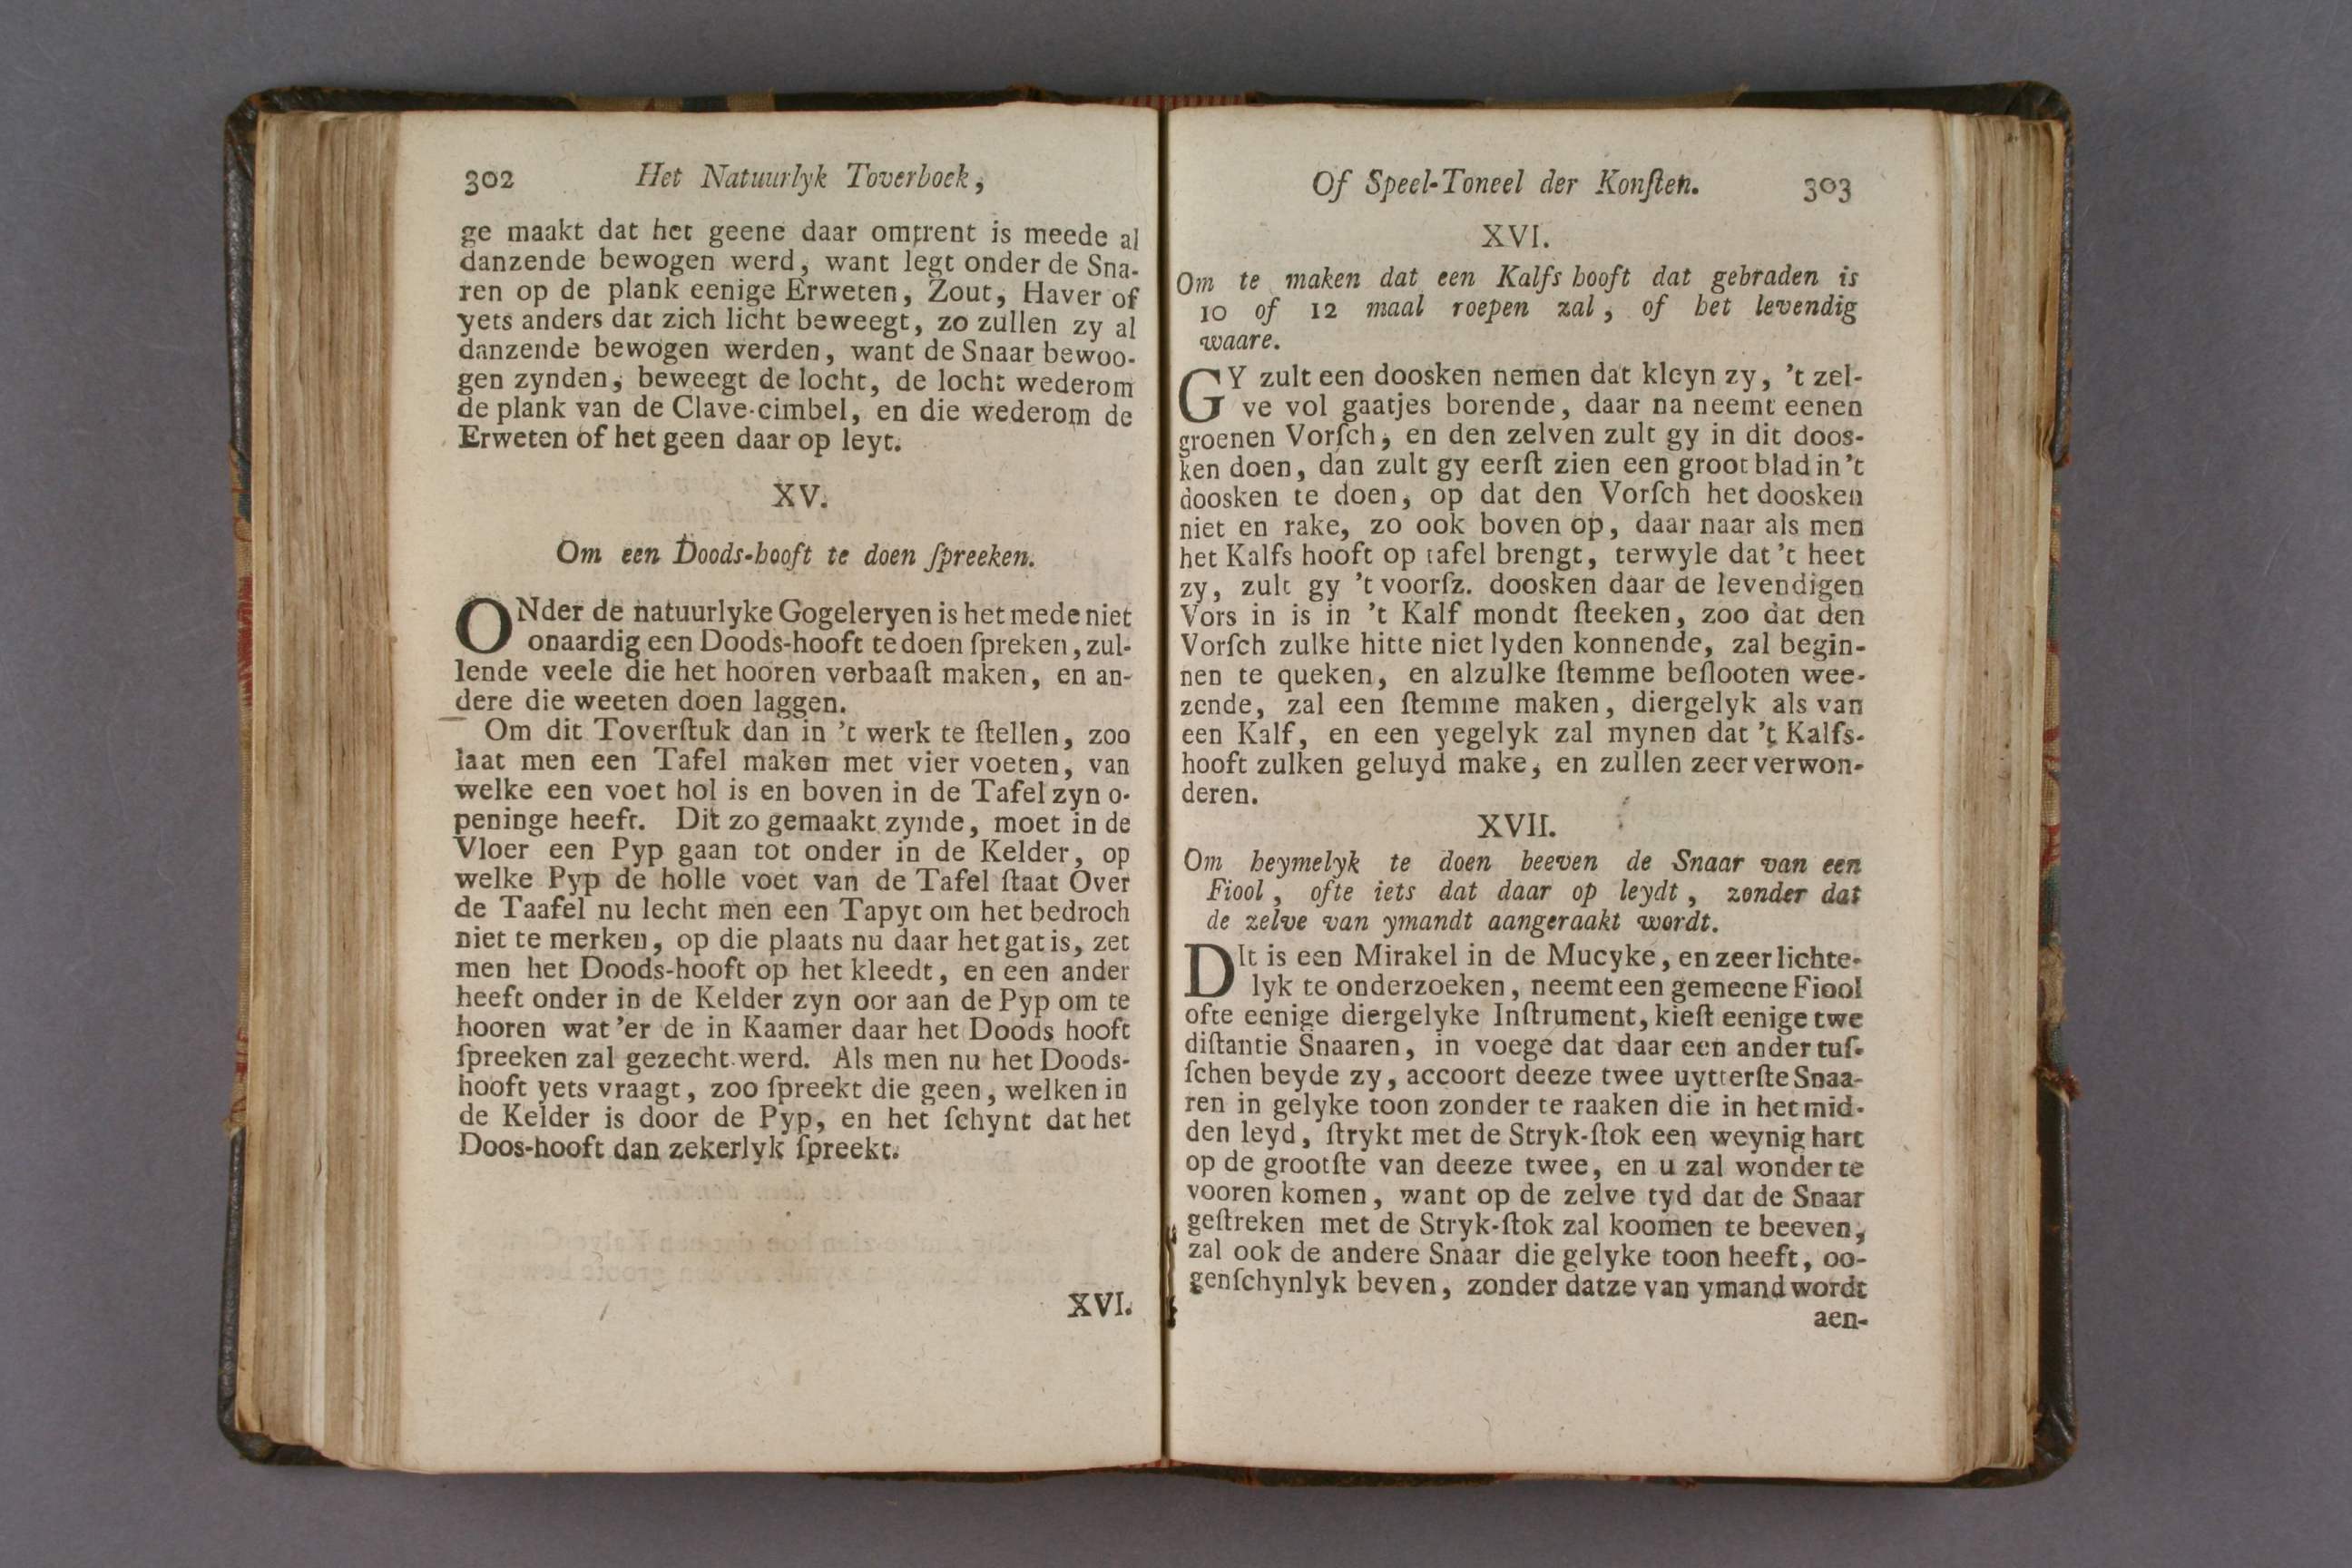 302 Het Natuurlyk Toverboek,
ge maakt dat het geene daar omtrent is meede al
danzende bewogen werd, want legt onder de Sna-
ren op de plank eenige Erweten, Zout, Haver of
yets anders dat zich licht beweegt, zo zullen zy al
danzende bewogen werden, want de Snaar bewoo-
gen zynden, beweegt de locht, de locht wederom
de plank van de Clave-cimbel, en die wederom de
Erweten of het geen daar op leyt.
XV.
Om een Doods-hooft te doen ſpreeken.
ONder de natuurlyke Gogeleryen is het mede niet
onaardig een Doods-hooft te doen ſpreken, zul-
lende veele die het hooren verbaaſt maken, en an-
dere die weeten doen laggen.
Om dit Toverſtuk dan in 't werk te ſtellen, zoo
laat men een Tafel maken met vier voeten, van
welke een voet hol is en boven in de Tafel zyn o-
peninge heeft. Dit zo gemaakt zynde, moet in de
Vloer een Pyp gaan tot onder in de Kelder, op
welke Pyp de holle voet van de Tafel ſtaat Over
de Taafel nu lecht men een Tapyt om het bedroch
niet te merken, op die plaats nu daar het gat is, zet
men het Doods-hooft op het kleedt, en een ander
heeft onder in de Kelder zyn oor aan de Pyp om te
hooren wat 'er de in Kaamer daar het Doods hooft
ſpreeken zal gezecht werd. Als men nu het Doods-
hooft yets vraagt, zoo ſpreekt die geen, welken in
de Kelder is door de Pyp, en het ſchynt dat het
Doos-hooft dan zekerlyk ſpreekt.
XVI.
Of Speel-Toneel der Konſten. 303
XVI.
Om te maken dat een Kalfs hooft dat gebraden is
10 of 12 maal roepen zal, of het levendig
waare.
GY zult een doosken nemen dat kleyn zy, 't zel-
ve vol gaatjes borende, daar na neemt eenen
groenen Vorſch, en den zelven zult gy in dit doos-
ken doen, dan zult gy eerſt zien een groot blad in 't
doosken te doen, op dat den Vorſch het doosken
niet en rake, zo ook boven op, daar naar als men
het Kalfs hooft op tafel brengt, terwyle dat 't heet
zy, zult gy 't voorſz. doosken daar de levendigen
Vors in is in 't Kalf mondt ſteeken, zoo dat den
Vorſch zulke hitte niet lyden konnende, zal begin-
nen te queken, en alzulke ſtemme beſlooten wee-
zende, zal een ſtemme maken, diergelyk als van
een Kalf, en een yegelyk zal mynen dat 't Kalfs-
hooft zulken geluyd make, en zullen zeer verwon-
deren.
XVII.
Om heymelyk te doen beeven de Snaar van een
Fiool, ofte iets dat daar op leydt, zonder dat
de zelve van ymandt aangeraakt wordt.
DIt is een Mirakel in de Mucyke, en zeer lichte-
lyk te onderzoeken, neemt een gemeene Fiool
ofte eenige diergelyke Inſtrument, kieſt eenige twe
diſtantie Snaaren, in voege dat daar een ander tuſ-
ſchen beyde zy, accoort deeze twee uytterſte Snaa-
ren in gelyke toon zonder te raaken die in het mid-
den leyd, ſtrykt met de Stryk-ſtok een weynig hart
op de grootſte van deeze twee, en u zal wonder te
vooren komen, want op de zelve tyd dat de Snaar
geſtreken met de Stryk-ſtok zal koomen te beeven,
zal ook de andere Snaar die gelyke toon heeft, oo-
genſchynlyk beven, zonder datze van ymand wordt
aen-